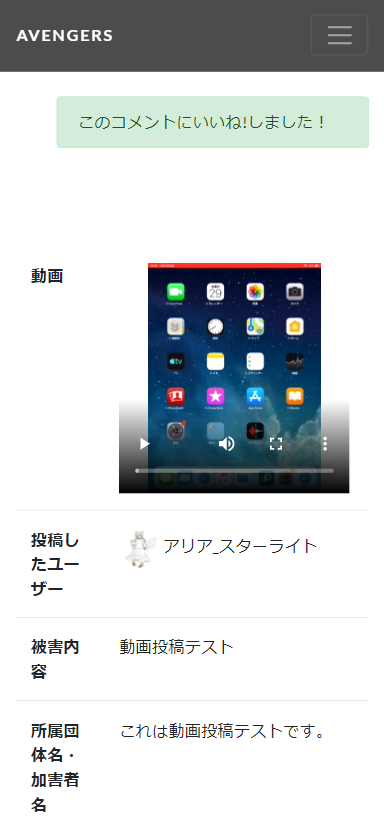 AVENGERS
このコメントにいいね!しました！
動画
29
投稿し
たユー
ザー
アリア_スターライト
被害内
容
動画投稿テスト
所属団
体名・
加害者
名
これは動画投稿テストです。